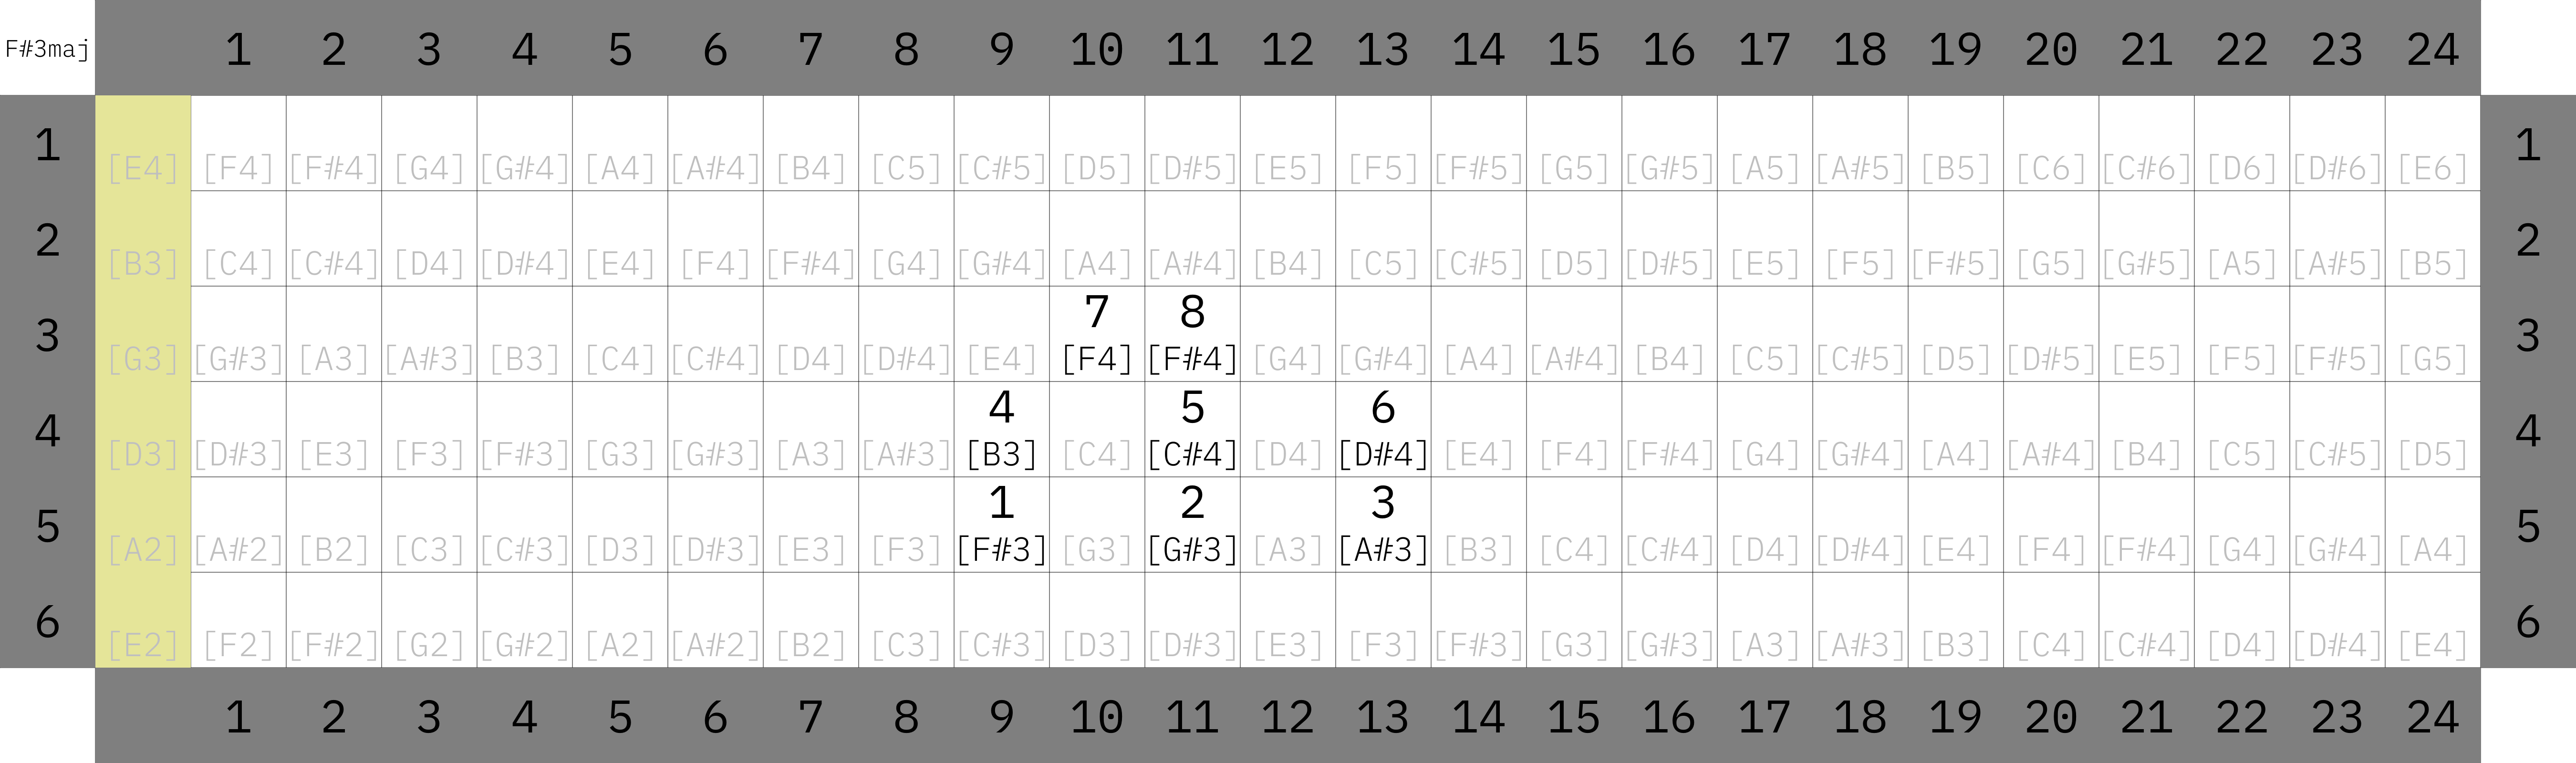 F#3maj 1 2 3 4 5 6 7 8 9 10 11 12 13 14 15 16 17 18 19 20 21 22 23 24
1 [E4] [F4] [F#4] [G4] [G#4] [A4] [A#4] [B4] [C5] [C#5] [D5] [D#5] [E5] [F5] [F#5] [G5] [G#5] [A5] [A#5] [B5] [C6] [C#6] [D6] [D#6] [E6] 1
2 [B3] [C4] [C#4] [D4] [D#4] [E4] [F4] [F#4] [G4] [G#4] [A4] [A#4] [B4] [C5] [C#5] [D5] [D#5] [E5] [F5] [F#5] [G5] [G#5] [A5] [A#5] [B5] 2
7 8
3 [G3] [G#3] [A3] [A#3] [B3] [C4] [C#4] [D4] [D#4] [E4] [F4] [F#4] [G4] [G#4] [A4] [A#4] [B4] [C5] [C#5] [D5] [D#5] [E5] [F5] [F#5] [G5] 3
4 5 6
4 [D3] [D#3] [E3] [F3] [F#3] [G3] [G#3] [A3] [A#3] [B3] [C4] [C#4] [D4] [D#4] [E4] [F4] [F#4] [G4] [G#4] [A4] [A#4] [B4] [C5] [C#5] [D5] 4
1 2 3
5 [A2] [A#2] [B2] [C3] [C#3] [D3] [D#3] [E3] [F3] [F#3] [G3] [G#3] [A3] [A#3] [B3] [C4] [C#4] [D4] [D#4] [E4] [F4] [F#4] [G4] [G#4] [A4] 5
6 [E2] [F2] [F#2] [G2] [G#2] [A2] [A#2] [B2] [C3] [C#3] [D3] [D#3] [E3] [F3] [F#3] [G3] [G#3] [A3] [A#3] [B3] [C4] [C#4] [D4] [D#4] [E4] 6
1 2 3 4 5 6 7 8 9 10 11 12 13 14 15 16 17 18 19 20 21 22 23 24